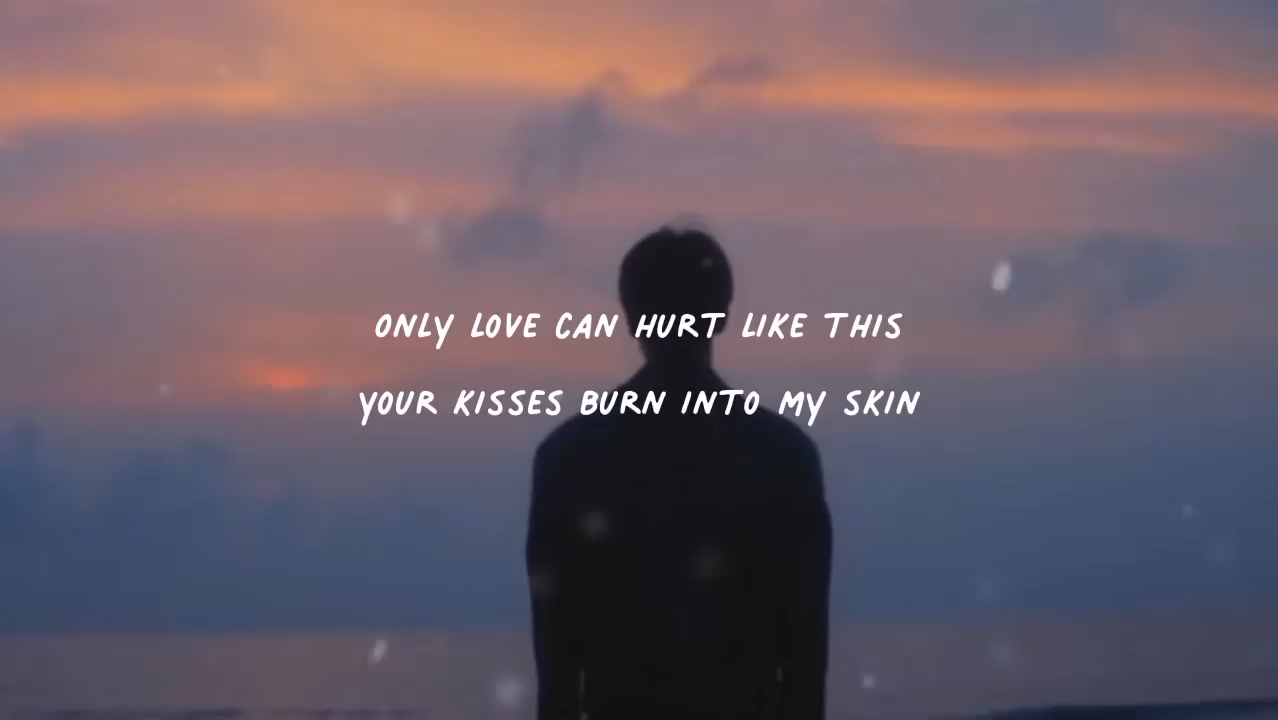 ONLY LOVE CAN HURT LIKE THIS
YOUR KISSES BURN INTO MY SKIN